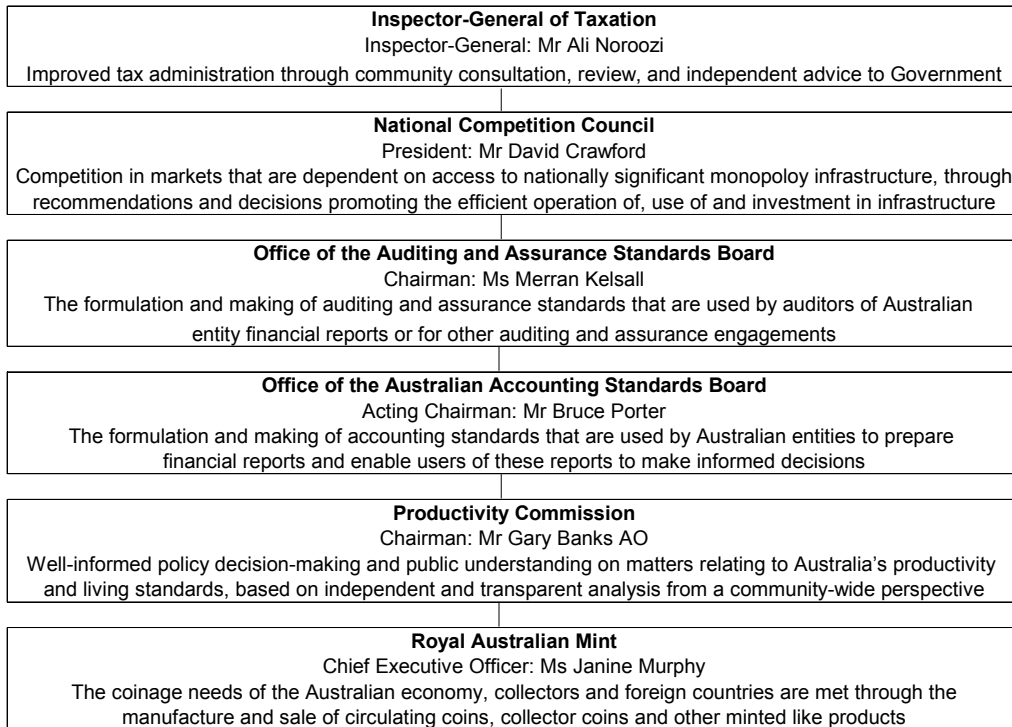 Inspector-General of Taxation
Inspector-General: Mr Ali Noroozi
Improved tax administration through community consultation, review, and independent advice to Government
National Competition Council
President: Mr David Crawford
Competition in markets that are dependent on access to nationally significant monopoloy infrastructure, through
recommendations and decisions promoting the efficient operation of, use of and investment in infrastructure
Office of the Auditing and Assurance Standards Board
Chairman: Ms Merran Kelsall
The formulation and making of auditing and assurance standards that are used by auditors of Australian
entity financial reports or for other auditing and assurance engagements
Office of the Australian Accounting Standards Board
Acting Chairman: Mr Bruce Porter
The formulation and making of accounting standards that are used by Australian entities to prepare
financial reports and enable users of these reports to make informed decisions
Productivity Commission
Chairman: Mr Gary Banks AO
Well-informed policy decision-making and public understanding on matters relating to Australia's productivity
and living standards, based on independent and transparent analysis from a community-wide perspective
Royal Australian Mint
Chief Executive Officer: Ms Janine Murphy
The coinage needs of the Australian economy, collectors and foreign countries are met through the
manufacture and sale of circulating coins, collector coins and other minted like products